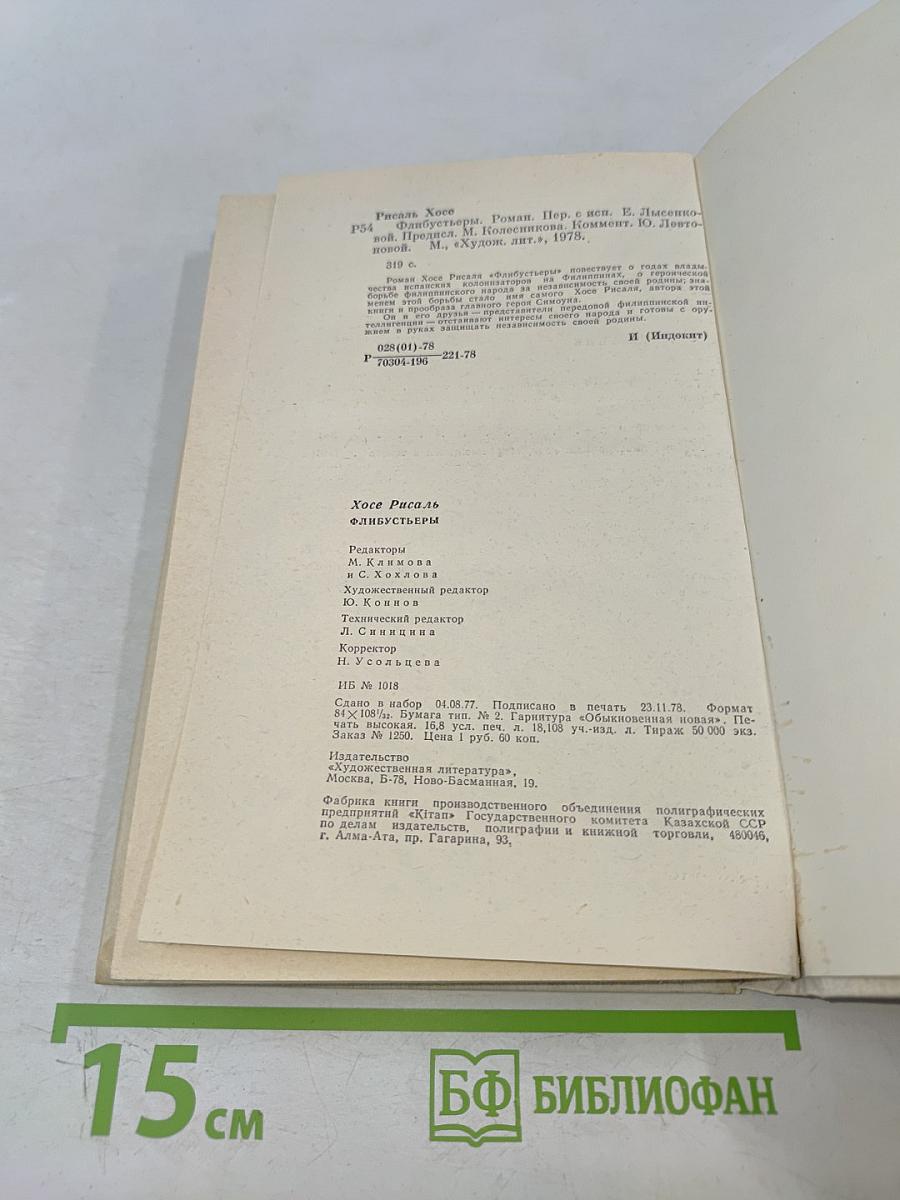 Рисаль Хосе
Р54 Флибустьеры. Роман. Пер. с исп. Е. Лысенко-
вой. Предисл. М. Колесникова. Коммент. Ю. Левто-
новой. М., «Худож. лит.», 1978.
319 с.
Роман Хосе Рисаля «Флибустьеры» повествует о годах влады-
чества испанских колонизаторов на Филиппинах, о героической
борьбе филиппинского народа за независимость своей родины; зна-
менем этой борьбы стало имя самого Хосе Рисаля, автора этой
книги и прообраза главного героя Симоуна.
Он и его друзья — представители передовой филиппинской ин-
теллигенции — отстаивают интересы своего народа и готовы с ору-
жием в руках защищать независимость своей родины.
Р 028(01)-78
70304-196 221-78
И (Индокит)
Хосе Рисаль
ФЛИБУСТЬЕРЫ
Редакторы
М. Климова
и С. Хохлова
Художественный редактор
Ю. Коннов
Технический редактор
Л. Синицина
Корректор
Н. Усольцева
ИБ № 1018
Сдано в набор 04.08.77. Подписано в печать 23.11.78. Формат
84×108¹/₃₂. Бумага тип. № 2. Гарнитура «Обыкновенная новая». Пе-
чать высокая. 16,8 усл. печ. л. 18,108 уч.-изд. л. Тираж 50 000 экз.
Заказ № 1250. Цена 1 руб. 60 коп.
Издательство
«Художественная литература»,
Москва, Б-78, Ново-Басманная, 19.
Фабрика книги производственного объединения полиграфических
предприятий «Кiтап» Государственного комитета Казахской ССР
по делам издательств, полиграфии и книжной торговли, 480046,
г. Алма-Ата, пр. Гагарина, 93.
15 см
БФ БИБЛИОФАН